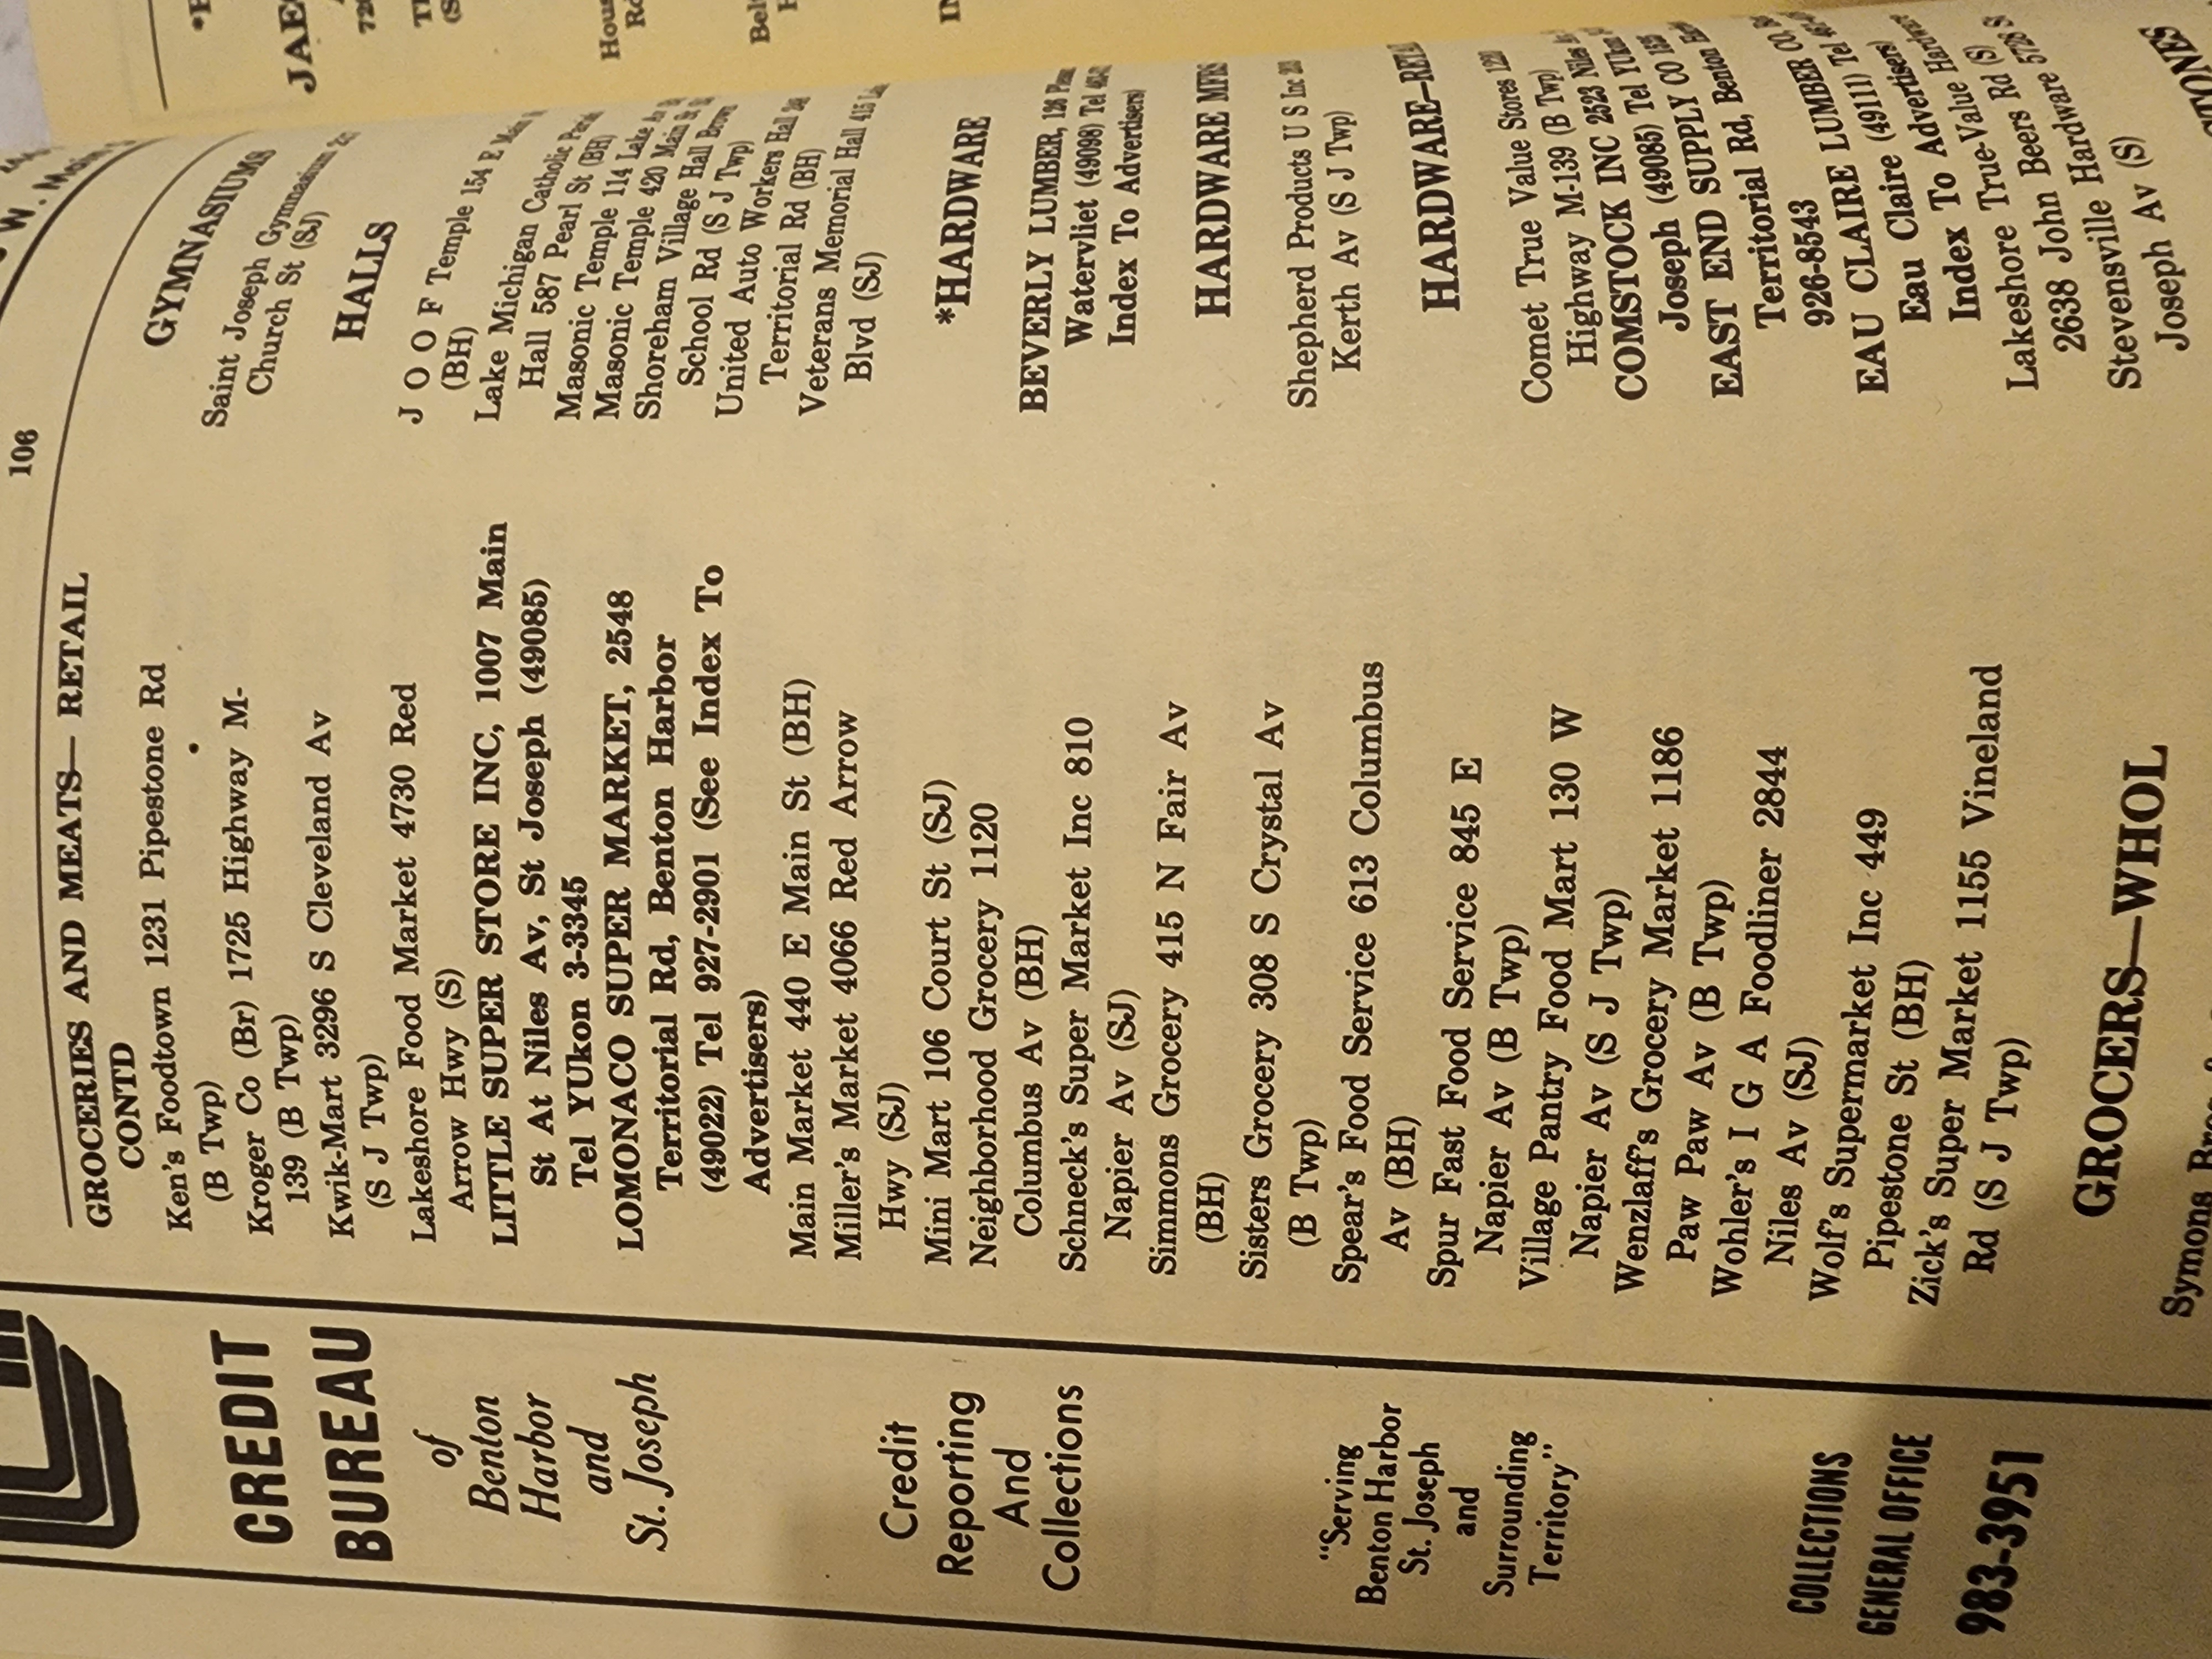 106
CREDIT
BUREAU
of
Benton
Harbor
and
St. Joseph
Credit
Reporting
And
Collections
"Serving
Benton Harbor
St. Joseph
and
Surrounding
Territory"
COLLECTIONS
GENERAL OFFICE
983-3951
GROCERIES AND MEATS— RETAIL
CONTD
Ken's Foodtown 1231 Pipestone Rd
(B Twp)
Kroger Co (Br) 1725 Highway M-
139 (B Twp)
Kwik-Mart 3296 S Cleveland Av
(S J Twp)
Lakeshore Food Market 4730 Red
Arrow Hwy (S)
LITTLE SUPER STORE INC, 1007 Main
St At Niles Av, St Joseph (49085)
Tel YUkon 3-3345
LOMONACO SUPER MARKET, 2548
Territorial Rd, Benton Harbor
(49022) Tel 927-2901 (See Index To
Advertisers)
Main Market 440 E Main St (BH)
Miller's Market 4066 Red Arrow
Hwy (SJ)
Mini Mart 106 Court St (SJ)
Neighborhood Grocery 1120
Columbus Av (BH)
Schneck's Super Market Inc 810
Napier Av (SJ)
Simmons Grocery 415 N Fair Av
(BH)
Sisters Grocery 308 S Crystal Av
(B Twp)
Spear's Food Service 613 Columbus
Av (BH)
Spur Fast Food Service 845 E
Napier Av (B Twp)
Village Pantry Food Mart 130 W
Napier Av (S J Twp)
Wenzlaff's Grocery Market 1186
Paw Paw Av (B Twp)
Wohler's I G A Foodliner 2844
Niles Av (SJ)
Wolf's Supermarket Inc 449
Pipestone St (BH)
Zick's Super Market 1155 Vineland
Rd (S J Twp)
GROCERS—WHOL
Symons
GYMNASIUMS
Saint Joseph Gymnasium
Church St (SJ)
HALLS
J O O F Temple 154 E Main
(BH)
Lake Michigan Catholic
Hall 587 Pearl St (BH)
Masonic Temple 114 Lake
Masonic Temple 420 Main St
Shoreham Village Hall Brown
School Rd (S J Twp)
United Auto Workers Hall
Territorial Rd (BH)
Veterans Memorial Hall 415
Blvd (SJ)
*HARDWARE
BEVERLY LUMBER, 126
Watervliet (49098) Tel
Index To Advertisers)
HARDWARE MFRS
Shepherd Products U S Inc
Kerth Av (S J Twp)
HARDWARE—RETAI
Comet True Value Stores
Highway M-139 (B Twp)
COMSTOCK INC 2523 Niles
Joseph (49085) Tel YUkon
EAST END SUPPLY CO
Territorial Rd, Benton
926-8543
EAU CLAIRE LUMBER CO,
Eau Claire (49111) Tel
Index To Advertisers)
Lakeshore True-Value Hardware
2638 John Beers Rd (S)
Stevensville Hardware 5728 S
Joseph Av (S)
JAE